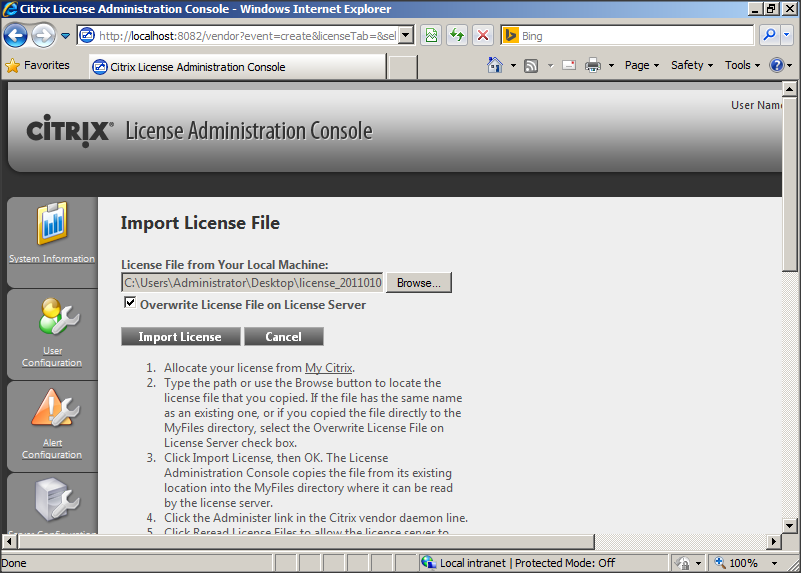 Citrix License Administration Console - Windows Internet Explorer
http://localhost:8082/vendor?event=create&licenseTab=&sel
Bing
Favorites
Citrix License Administration Console
Page
Safety
Tools
User Name
CITRIX License Administration Console
System Information
User Configuration
Alert Configuration
Import License File
License File from Your Local Machine:
C:\Users\Administrator\Desktop\license_2011010
Browse...
Overwrite License File on License Server
Import License
Cancel
1. Allocate your license from My Citrix.
2. Type the path or use the Browse button to locate the
license file that you copied. If the file has the same name
as an existing one, or if you copied the file directly to the
MyFiles directory, select the Overwrite License File on
License Server check box.
3. Click Import License, then OK. The License
Administration Console copies the file from its existing
location into the MyFiles directory where it can be read
by the license server.
4. Click the Administer link in the Citrix vendor daemon line.
5. Click Reread License Files to allow the license server to
Done
Local intranet | Protected Mode: Off
100%